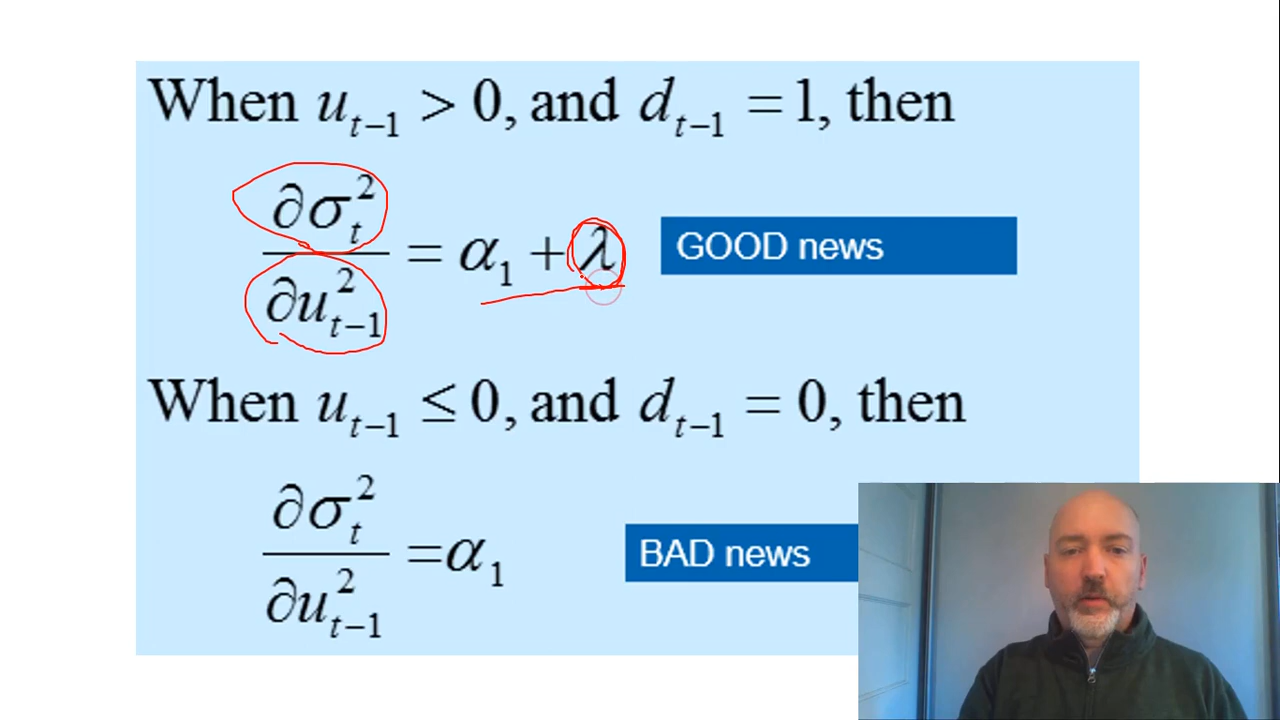 When u_{t-1} > 0, and d_{t-1} = 1, then
∂σ_t^2 / ∂u_{t-1}^2 = α_1 + λ
GOOD news
When u_{t-1} ≤ 0, and d_{t-1} = 0, then
∂σ_t^2 / ∂u_{t-1}^2 = α_1
BAD news